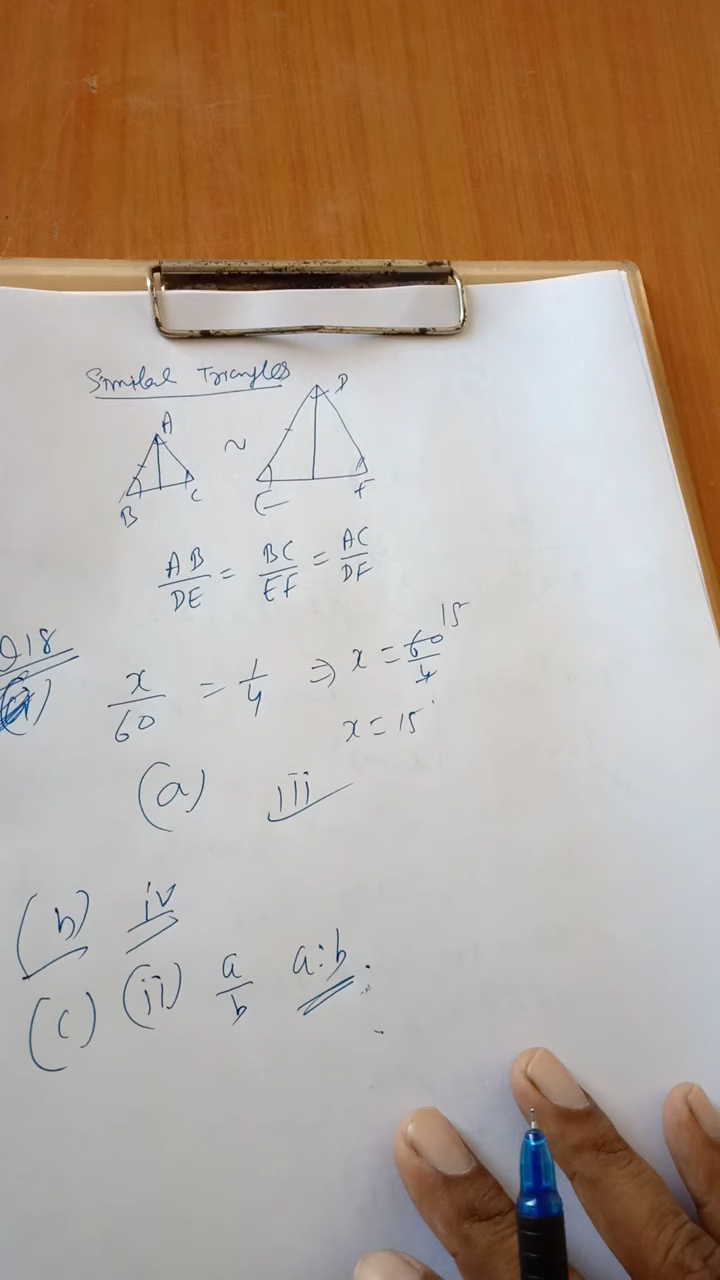 Similar Triangles
A D
~
B C E F
AB/DE = BC/EF = AC/DF
Q18
x/60 = 1/4 ⇒ x = 60/4 15
x = 15
(a) iii
(b) iv
(c) (ii) a/b a:b